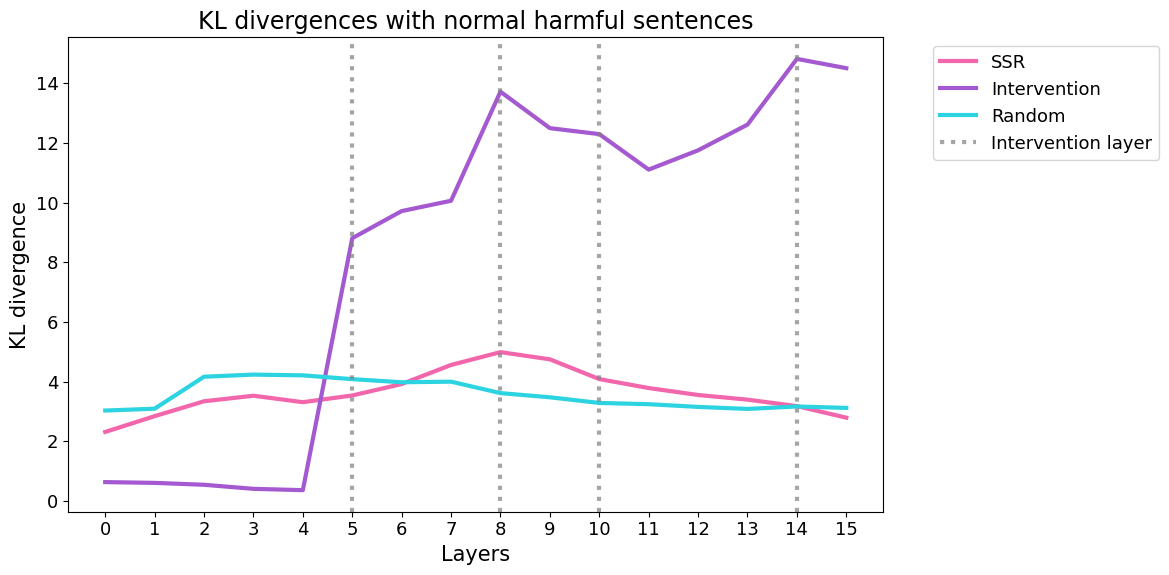 KL divergences with normal harmful sentences
SSR
Intervention
Random
Intervention layer
KL divergence
14
12
10
8
6
4
2
0
0 1 2 3 4 5 6 7 8 9 10 11 12 13 14 15
Layers